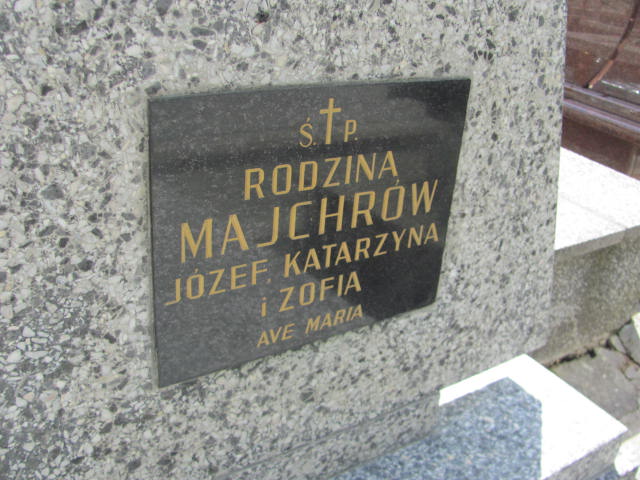 Ś.✝P.
RODZINA
MAJCHRÓW
JÓZEF, KATARZYNA
i ZOFIA
AVE MARIA